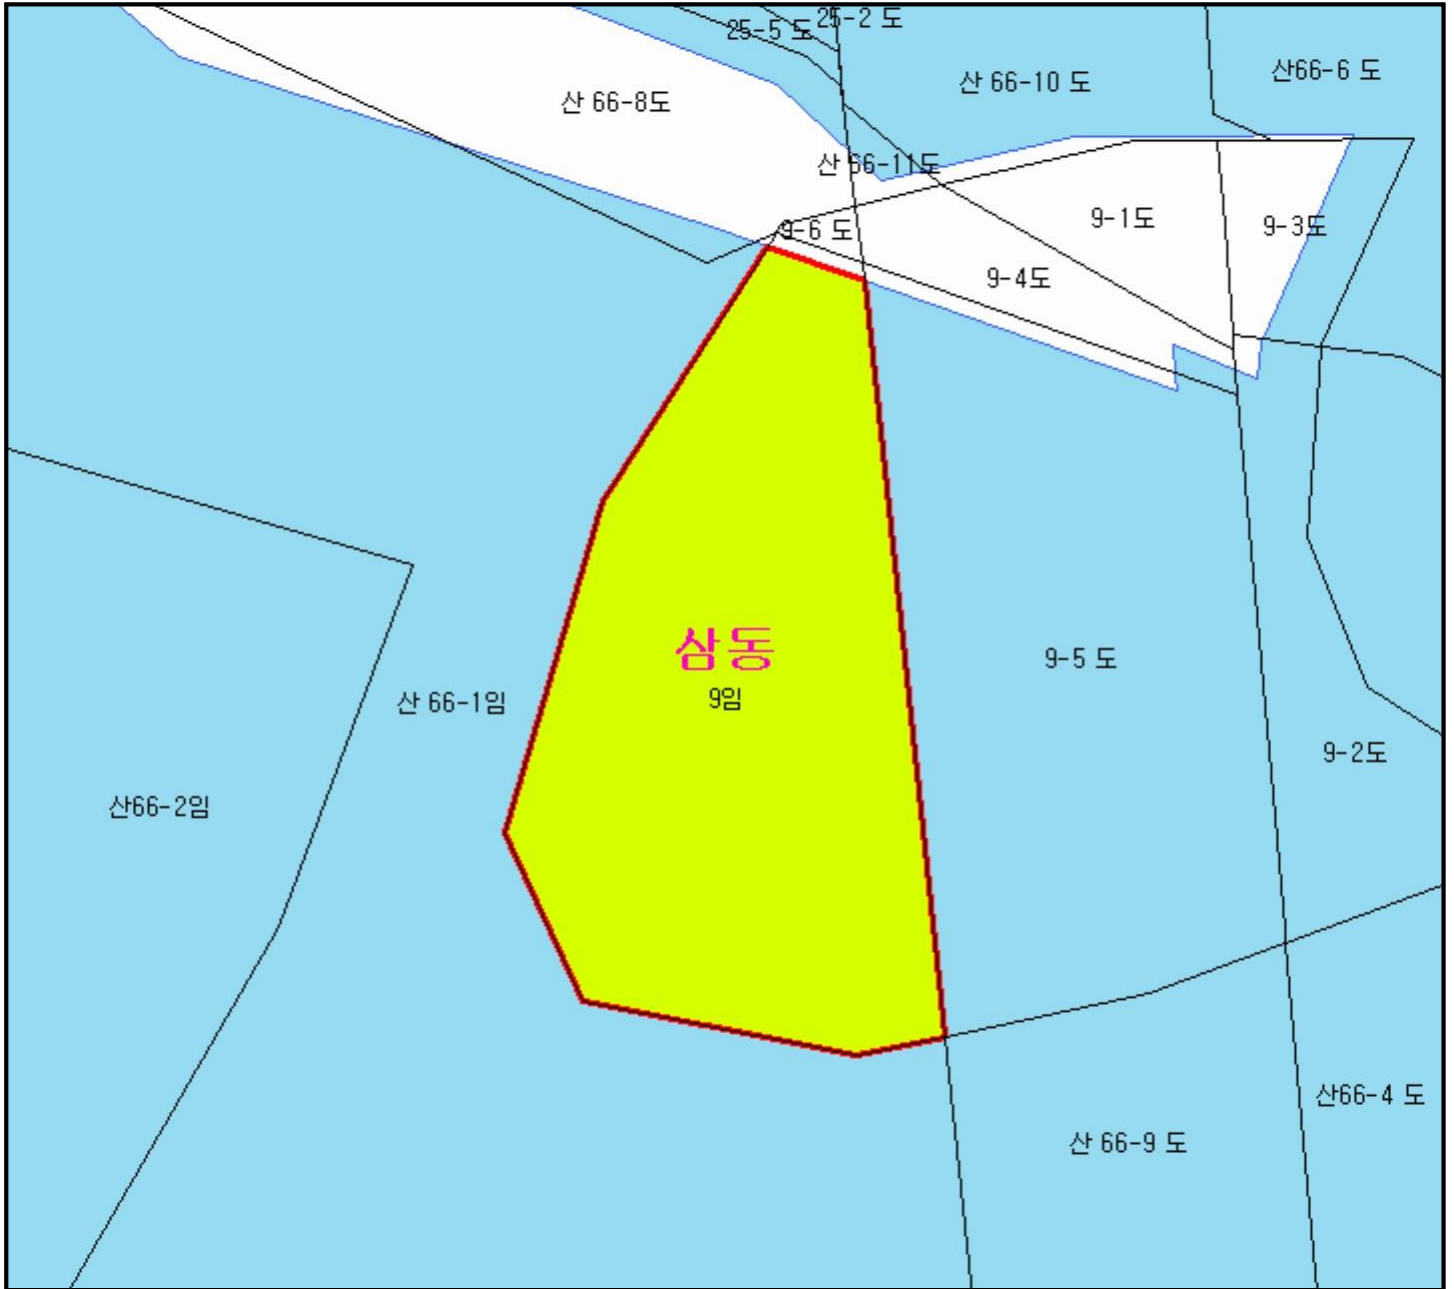 25-2 도
25-5 도
산66-6 도
산 66-10 도
산 66-8도
산 66-11도
9-1도
9-3도
9-6 도
9-4도
삼동
9-5 도
9임
산 66-1임
9-2도
산66-2임
산66-4 도
산 66-9 도